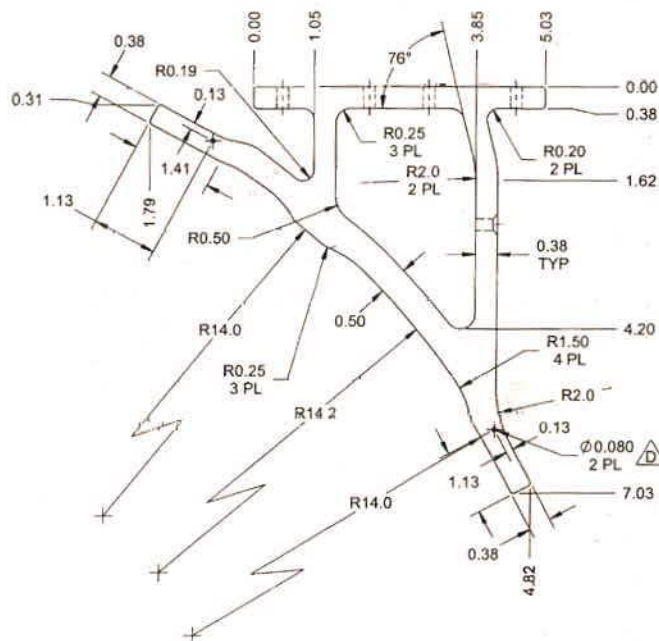 0.00
1.05
3.85
5.03
0.38
76°
R0.19
0.00
0.31
0.13
0.38
R0.25
3 PL
R0.20
2 PL
1.41
R2.0
2 PL
1.62
1.13
1.79
R0.50
0.38
TYP
R14.0
0.50
4.20
R0.25
3 PL
R1.50
4 PL
R14.2
R2.0
0.13
Ø0.080
2 PL
D
1.13
R14.0
7.03
0.38
4.82